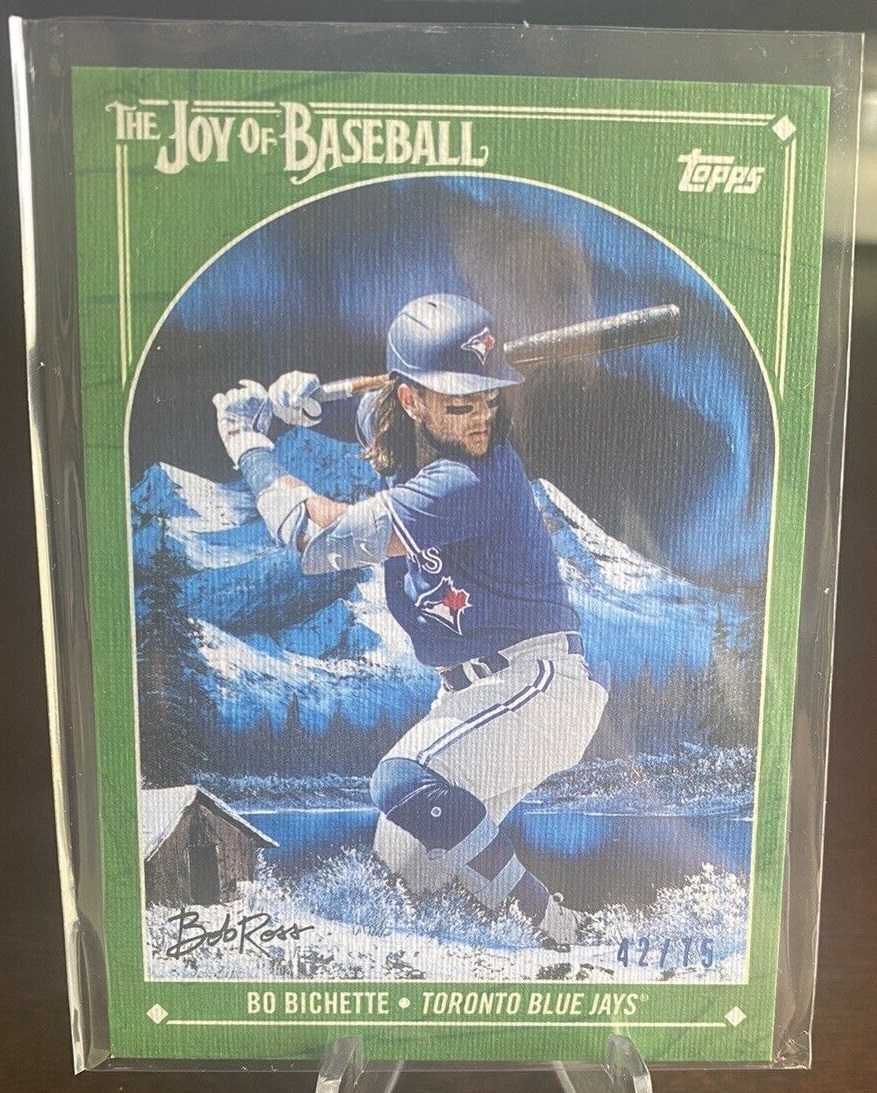 THE JOY OF BASEBALL
TOPPS
S
Bob Ross
42/75
BO BICHETTE • TORONTO BLUE JAYS®